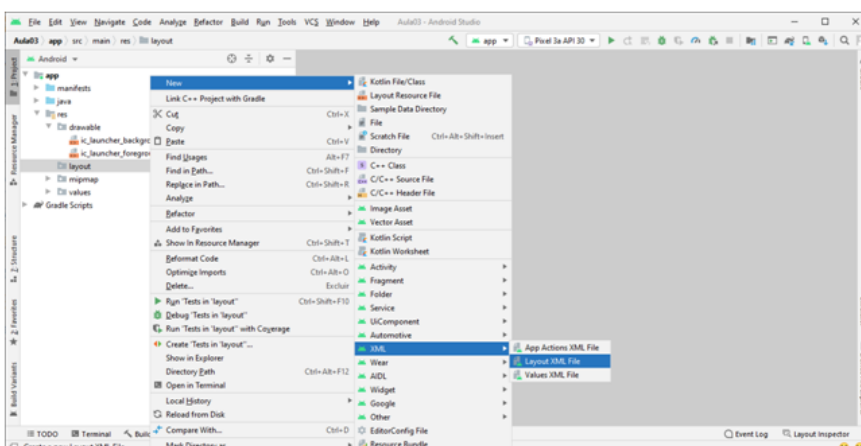 File Edit View Navigate Code Analyze Refactor Build Run Tools VCS Window Help Aula03 - Android Studio
Aula03 app src main res layout
app Pixel 3a API 30
Android
1: Project
Resource Manager
Z: Structure
2: Favorites
Build Variants
app
manifests
java
res
drawable
ic_launcher_backgro
ic_launcher_foregrou
layout
mipmap
values
Gradle Scripts
New
Link C++ Project with Gradle
Cut Ctrl+X
Copy
Paste Ctrl+V
Find Usages Alt+F7
Find in Path... Ctrl+Shift+F
Replace in Path... Ctrl+Shift+R
Analyze
Refactor
Add to Favorites
Show In Resource Manager Ctrl+Shift+T
Reformat Code Ctrl+Alt+L
Optimize Imports Ctrl+Alt+O
Delete... Excluir
Run 'Tests in 'layout'' Ctrl+Shift+F10
Debug 'Tests in 'layout''
Run 'Tests in 'layout'' with Coverage
Create 'Tests in 'layout''...
Show in Explorer
Directory Path Ctrl+Alt+F12
Open in Terminal
Local History
Reload from Disk
Compare With... Ctrl+D
Mark Directory as
Kotlin File/Class
Layout Resource File
Sample Data Directory
File
Scratch File Ctrl+Alt+Shift+Insert
Directory
C++ Class
C/C++ Source File
C/C++ Header File
Image Asset
Vector Asset
Kotlin Script
Kotlin Worksheet
Activity
Fragment
Folder
Service
UiComponent
Automotive
XML
Wear
AIDL
Widget
Google
Other
EditorConfig File
Resource Bundle
App Actions XML File
Layout XML File
Values XML File
TODO Terminal Build
Event Log Layout Inspector